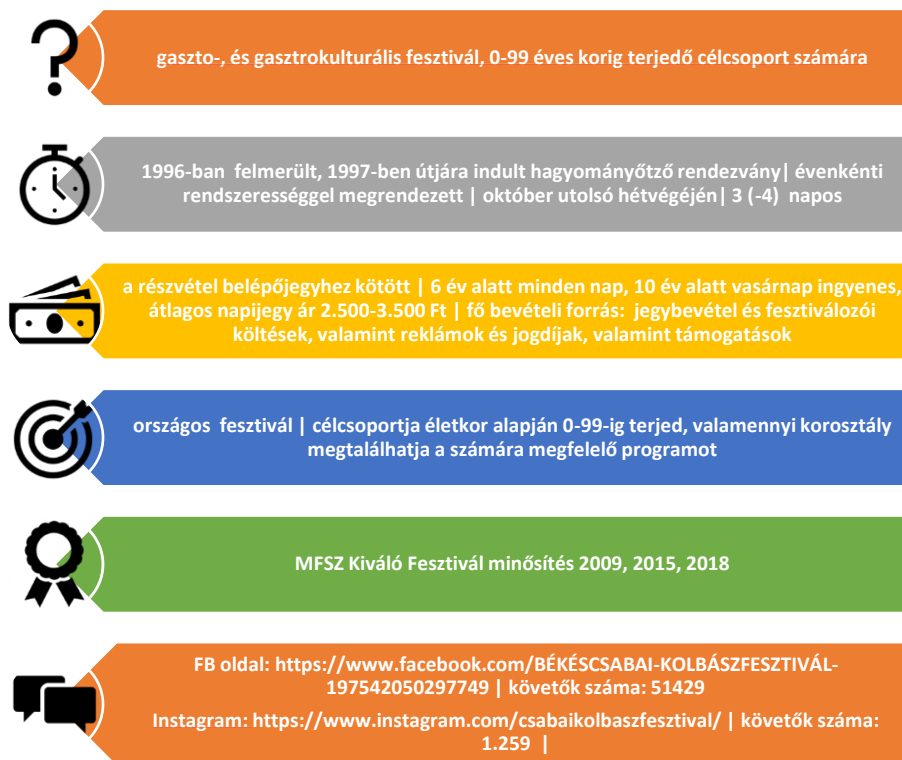 gaszto-, és gasztrokulturális fesztivál, 0-99 éves korig terjedő célcsoport számára
1996-ban felmerült, 1997-ben útjára indult hagyományőtző rendezvény| évenkénti
rendszerességgel megrendezett | október utolsó hétvégéjén| 3 (-4) napos
a részvétel belépőjegyhez kötött | 6 év alatt minden nap, 10 év alatt vasárnap ingyenes,
átlagos napijegy ár 2.500-3.500 Ft | fő bevételi forrás: jegybevétel és fesztiválozói
költések, valamint reklámok és jogdíjak, valamint támogatások
országos fesztivál | célcsoportja életkor alapján 0-99-ig terjed, valamennyi korosztály
megtalálhatja a számára megfelelő programot
MFSZ Kiváló Fesztivál minősítés 2009, 2015, 2018
FB oldal: https://www.facebook.com/BÉKÉSCSABAI-KOLBÁSZFESZTIVÁL-
197542050297749 | követők száma: 51429
Instagram: https://www.instagram.com/csabaikolbaszfesztival/ | követők száma:
1.259 |